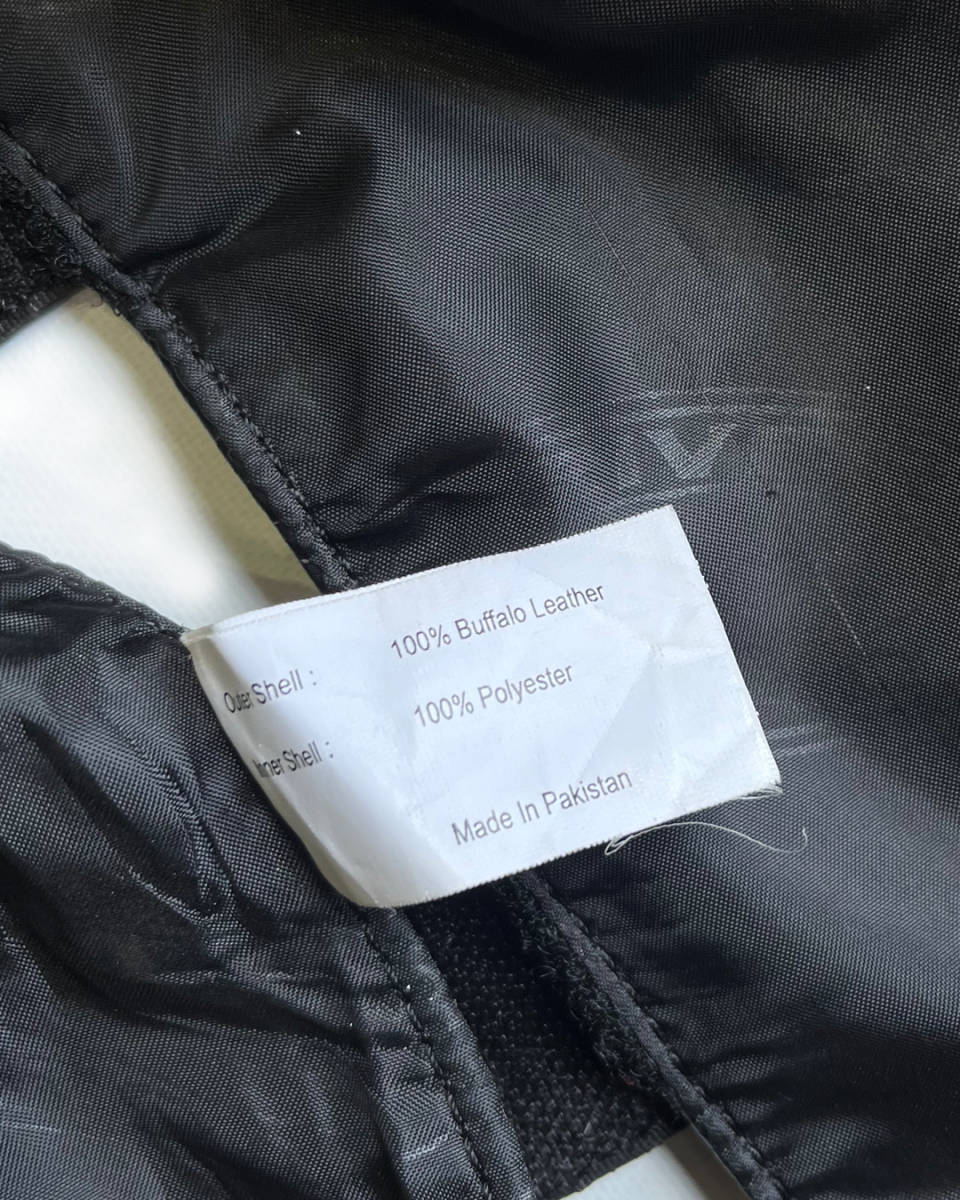 Outer Shell : 100% Buffalo Leather
Inner Shell : 100% Polyester
Made In Pakistan